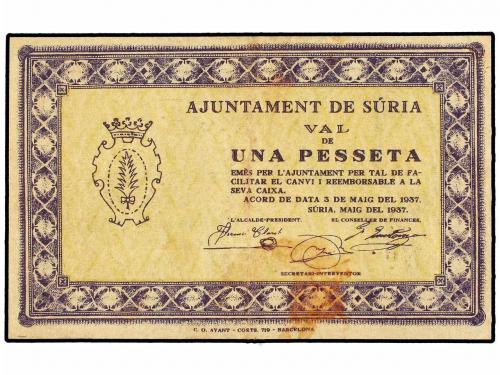 AJUNTAMENT DE SÚRIA
VAL
DE
UNA PESSETA
EMÈS PER L'AJUNTAMENT PER TAL DE FA-
CILITAR EL CANVI I REEMBORSABLE A LA
SEVA CAIXA.
ACORD DE DATA 3 DE MAIG DEL 1937.
SÚRIA, MAIG DEL 1937.
L'ALCALDE-PRESIDENT. EL CONSELLER DE FINANCES,
SECRETARI-INTERVENTOR
C. O. AVANT - CORTS, 719 - BARCELONA